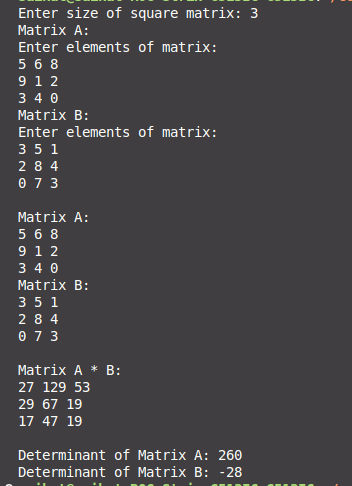 Enter size of square matrix: 3
Matrix A:
Enter elements of matrix:
5 6 8
9 1 2
3 4 0
Matrix B:
Enter elements of matrix:
3 5 1
2 8 4
0 7 3
Matrix A:
5 6 8
9 1 2
3 4 0
Matrix B:
3 5 1
2 8 4
0 7 3
Matrix A * B:
27 129 53
29 67 19
17 47 19
Determinant of Matrix A: 260
Determinant of Matrix B: -28